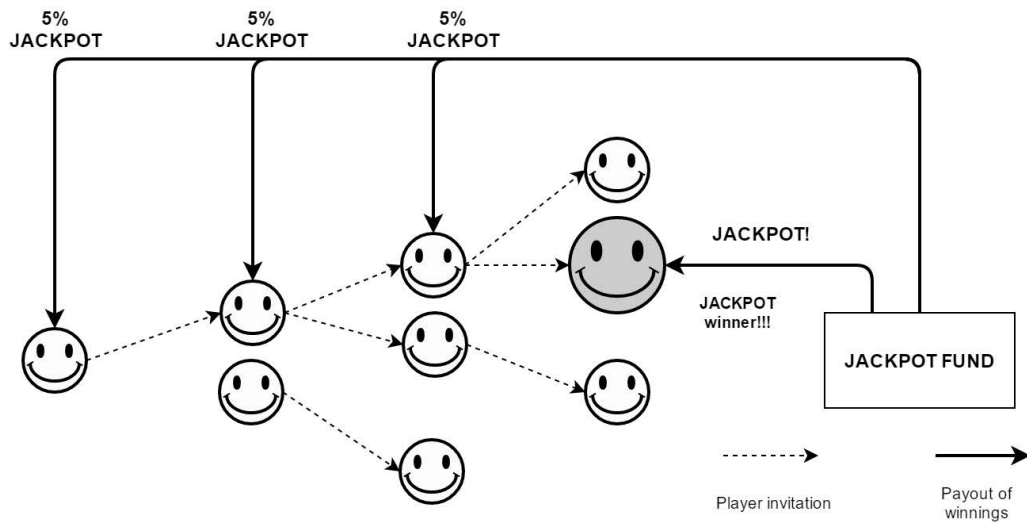 5%
JACKPOT
5%
JACKPOT
5%
JACKPOT
JACKPOT!
JACKPOT
winner!!!
JACKPOT FUND
Player invitation
Payout of
winnings